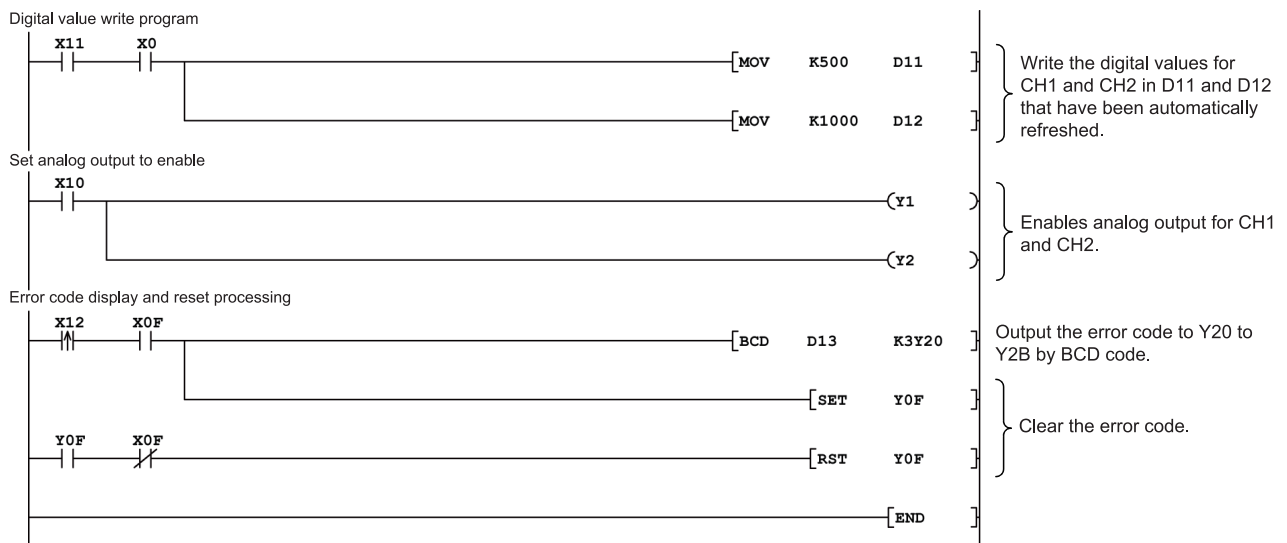 Digital value write program
X11 X0
MOV K500 D11
Write the digital values for
CH1 and CH2 in D11 and D12
that have been automatically
refreshed.
MOV K1000 D12
Set analog output to enable
X10
Y1
Enables analog output for CH1
and CH2.
Y2
Error code display and reset processing
X12 X0F
BCD D13 K3Y20
Output the error code to Y20 to
Y2B by BCD code.
SET Y0F
Clear the error code.
Y0F X0F
RST Y0F
END